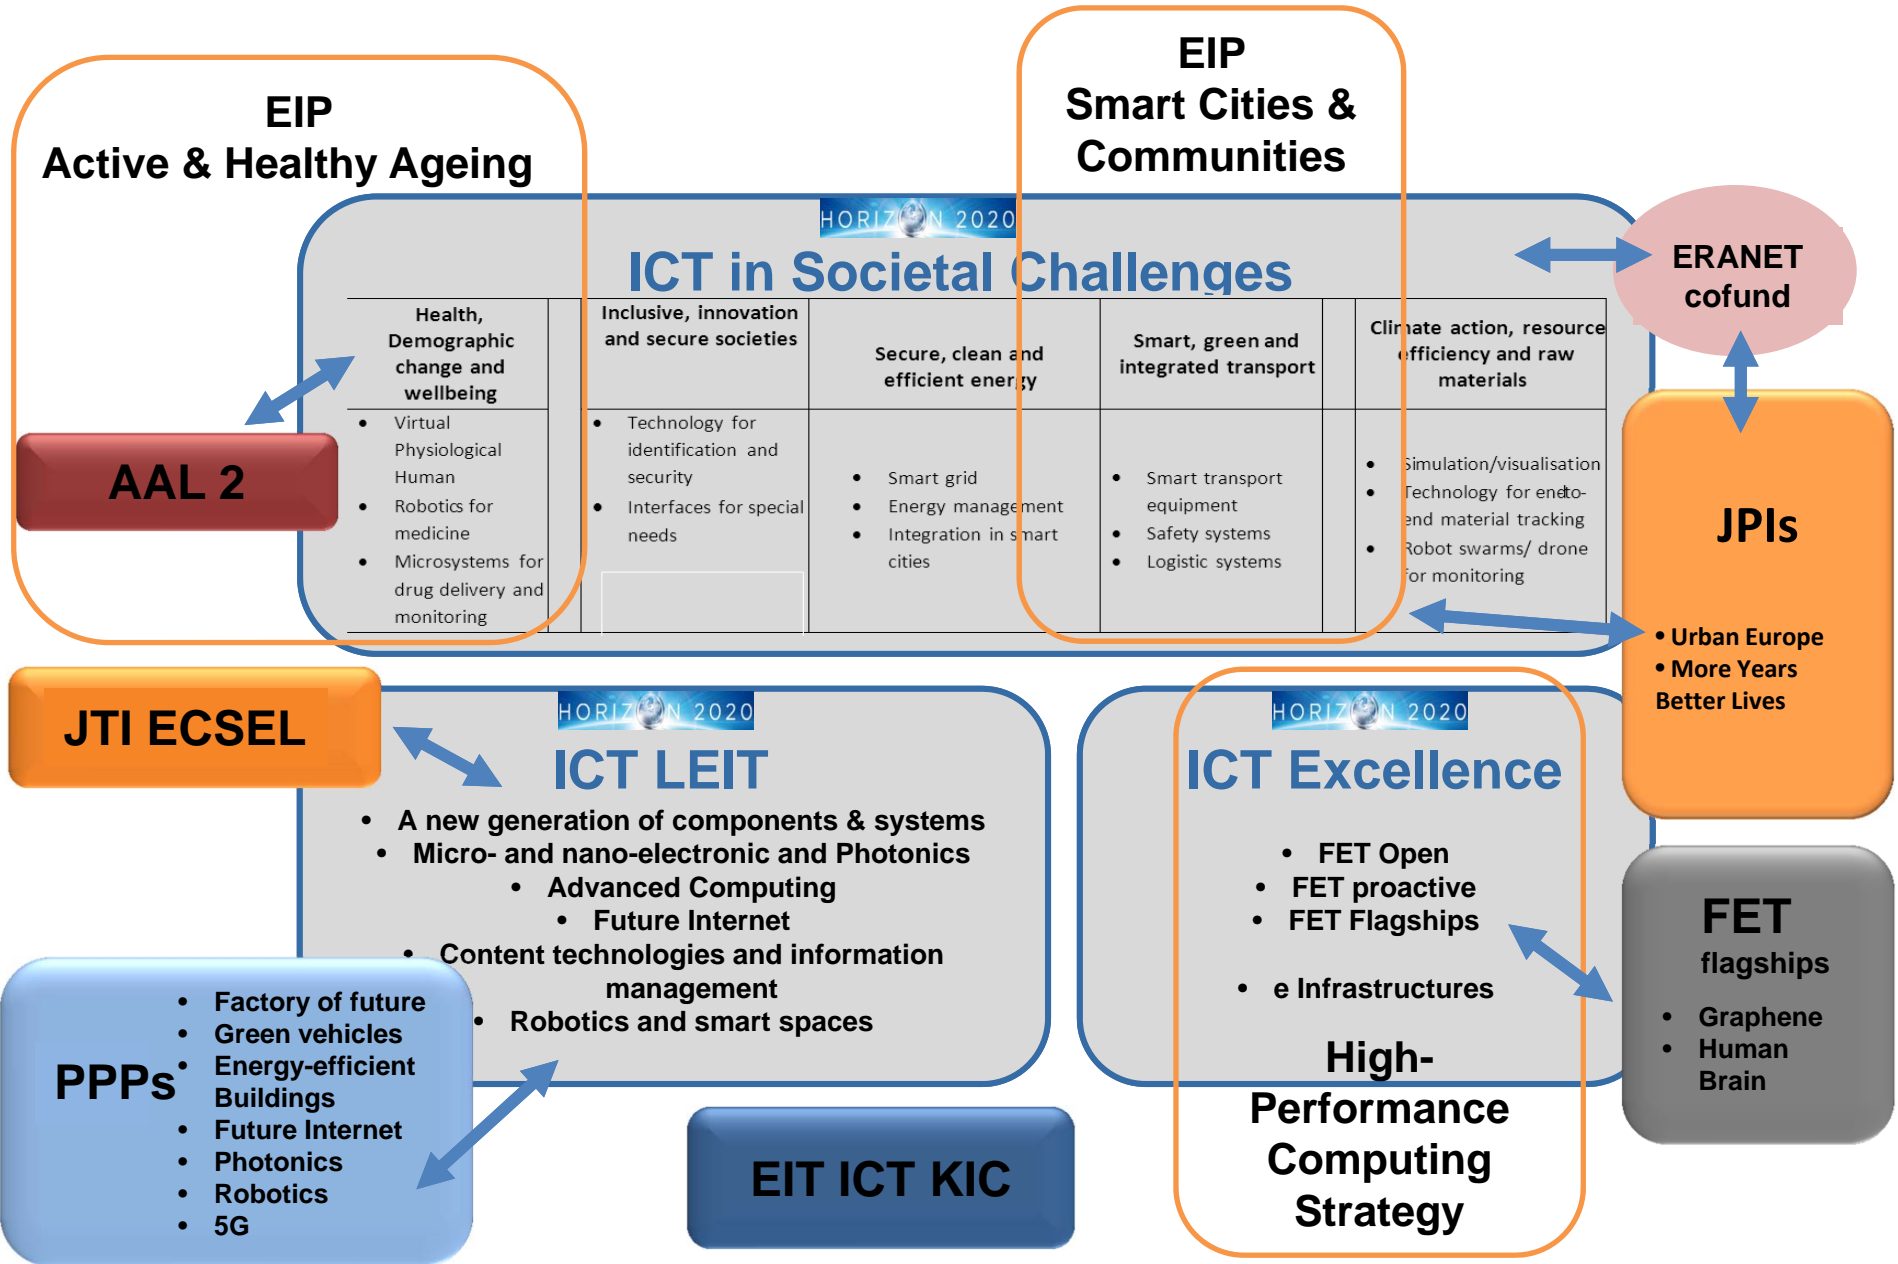 EIP
Active & Healthy Ageing
EIP
Smart Cities &
Communities
HORIZON 2020
ICT in Societal Challenges
ERANET
cofund
Health,
Demographic
change and
wellbeing
• Virtual
Physiological
Human
• Robotics for
medicine
• Microsystems for
drug delivery and
monitoring
Inclusive, innovation
and secure societies
• Technology for
identification and
security
• Interfaces for special
needs
Secure, clean and
efficient energy
• Smart grid
• Energy management
• Integration in smart
cities
Smart, green and
integrated transport
• Smart transport
equipment
• Safety systems
• Logistic systems
Climate action, resource
efficiency and raw
materials
• Simulation/visualisation
• Technology for end-to-
end material tracking
• Robot swarms/ drone
for monitoring
AAL 2
JPIs
• Urban Europe
• More Years
Better Lives
JTI ECSEL
HORIZON 2020
ICT LEIT
• A new generation of components & systems
• Micro- and nano-electronic and Photonics
• Advanced Computing
• Future Internet
• Content technologies and information
management
• Robotics and smart spaces
HORIZON 2020
ICT Excellence
• FET Open
• FET proactive
• FET Flagships
• e Infrastructures
High-
Performance
Computing
Strategy
FET
flagships
• Graphene
• Human
Brain
PPPs
• Factory of future
• Green vehicles
• Energy-efficient
Buildings
• Future Internet
• Photonics
• Robotics
• 5G
EIT ICT KIC